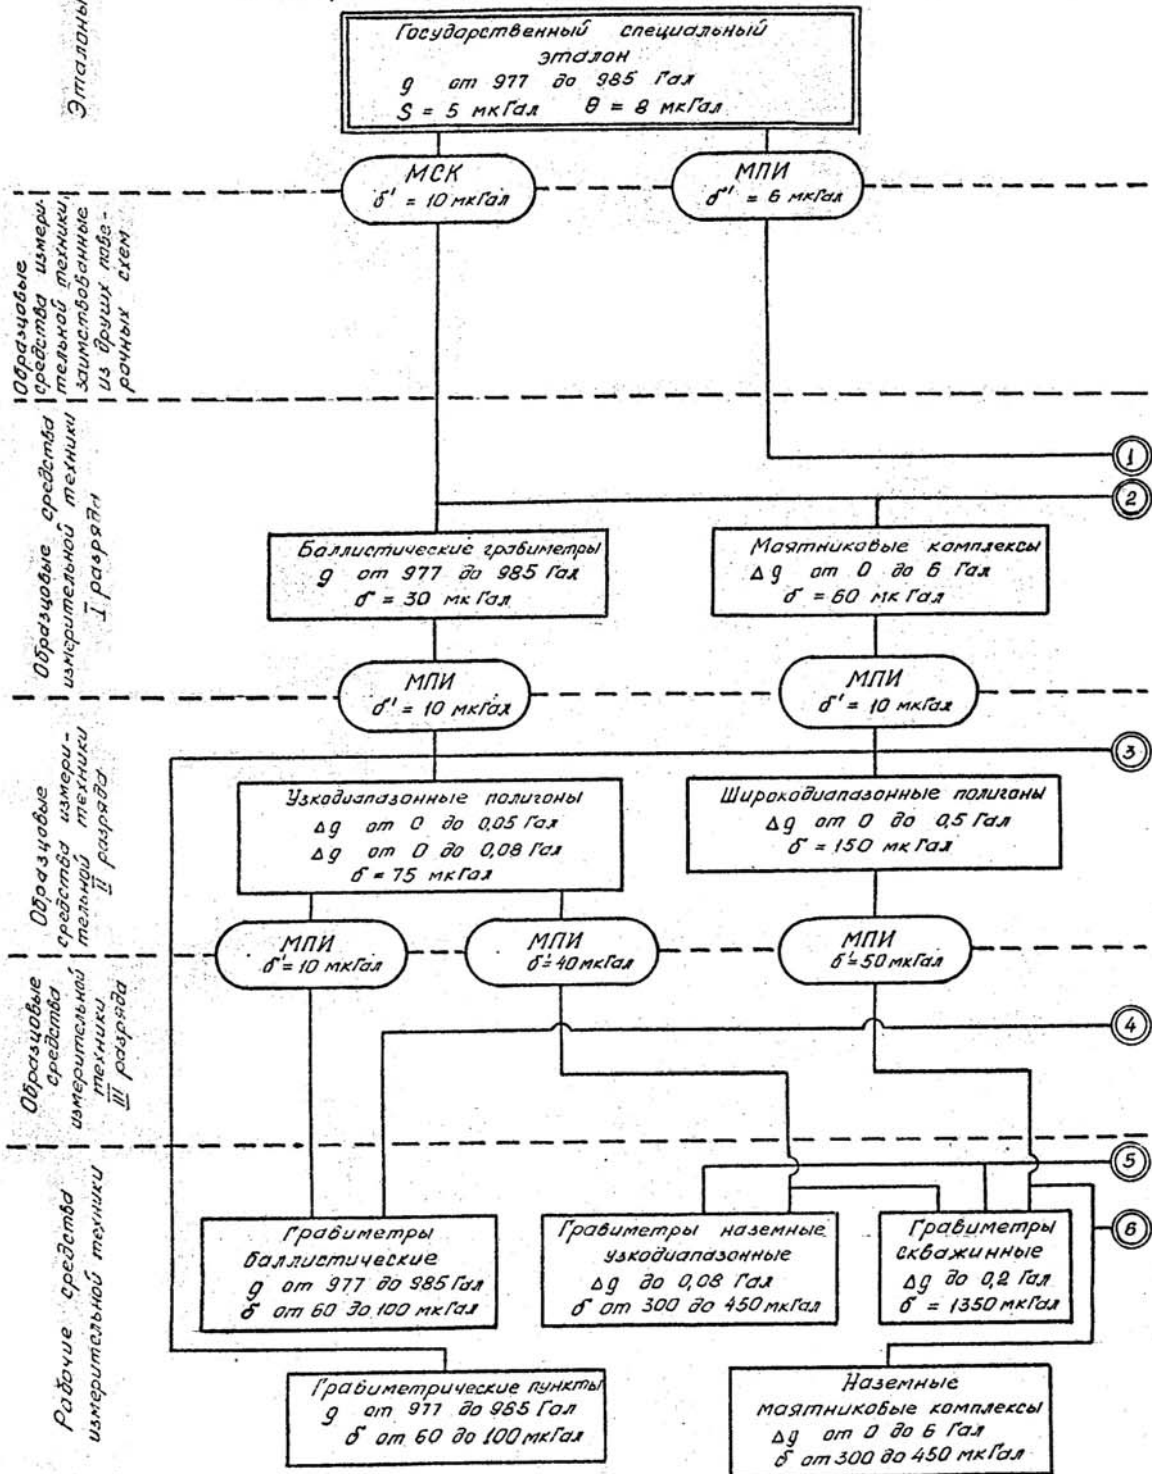 Эталоны
Государственный специальный
эталон
g от 977 до 985 Гал
S = 5 мкГал θ = 8 мкГал
МСК
δ' = 10 мкГал
МПИ
δ' = 6 мкГал
Образцовые
средства измери-
тельной техники,
заимствованные
из других пове-
рочных схем
Образцовые средства
измерительной техники
I разряда
1
2
Баллистические гравиметры
g от 977 до 985 Гал
δ = 30 мкГал
Маятниковые комплексы
Δg от 0 до 6 Гал
δ = 60 мкГал
МПИ
δ' = 10 мкГал
МПИ
δ' = 10 мкГал
Образцовые
средства измери-
тельной техники
II разряда
3
Узкодиапазонные полигоны
Δg от 0 до 0,05 Гал
Δg от 0 до 0,08 Гал
δ = 75 мкГал
Широкодиапазонные полигоны
Δg от 0 до 0,5 Гал
δ = 150 мкГал
МПИ
δ' = 10 мкГал
МПИ
δ' = 40 мкГал
МПИ
δ' = 50 мкГал
Образцовые
средства
измерительной
техники
III разряда
4
5
6
Рабочие средства
измерительной техники
Гравиметры
баллистические
g от 977 до 985 Гал
δ от 60 до 100 мкГал
Гравиметры наземные
узкодиапазонные
Δg до 0,08 Гал
δ от 300 до 450 мкГал
Гравиметры
скважинные
Δg до 0,2 Гал
δ = 1350 мкГал
Гравиметрические пункты
g от 977 до 985 Гал
δ от 60 до 100 мкГал
Наземные
маятниковые комплексы
Δg от 0 до 6 Гал
δ от 300 до 450 мкГал